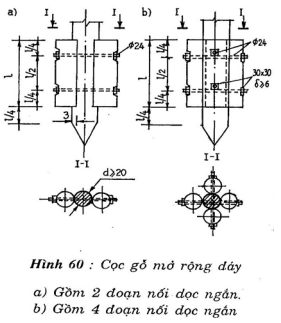 a)
I
I
b)
I
I
l/4
Φ24
l
l/2
l/4
l/4
3
I-I
d⩾20
l/4
Φ24
l
l/2
30x30
δ⩾6
l/4
l/4
I-I
Hình 60 : Cọc gỗ mở rộng đáy
a) Gồm 2 đoạn nối dọc ngắn.
b) Gồm 4 đoạn nối dọc ngắn